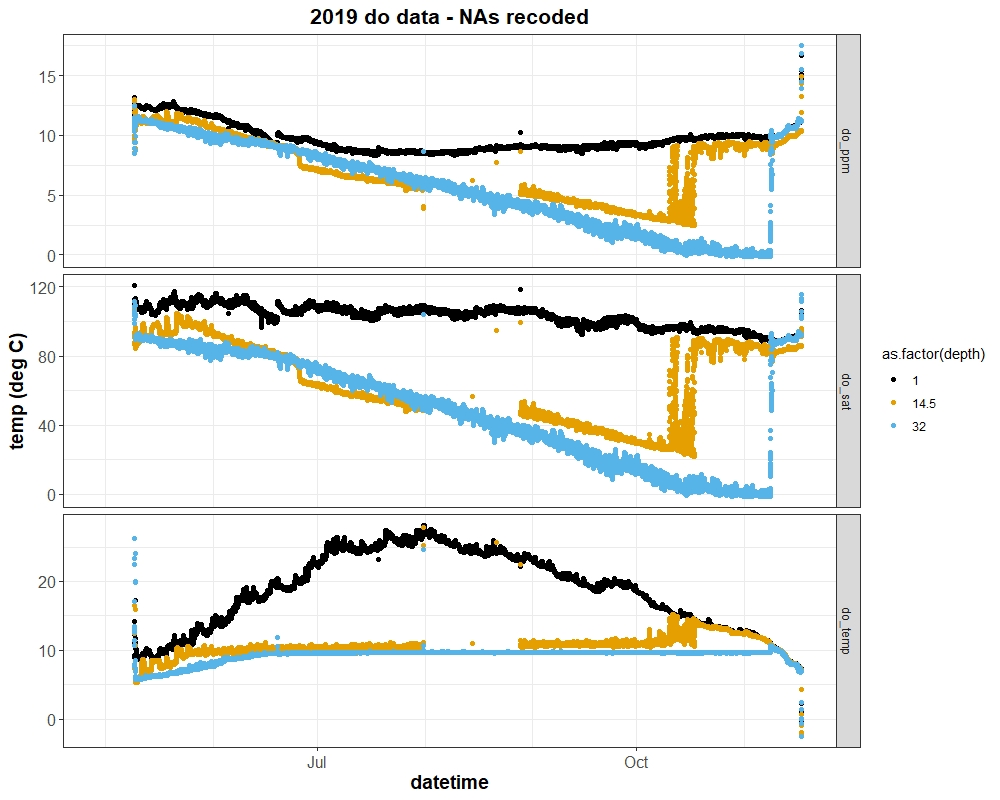 2019 do data - NAs recoded
15
10
5
0
do_ppm
120
80
40
0
do_sat
20
10
0
do_temp
Jul
Oct
datetime
temp (deg C)
as.factor(depth)
1
14.5
32